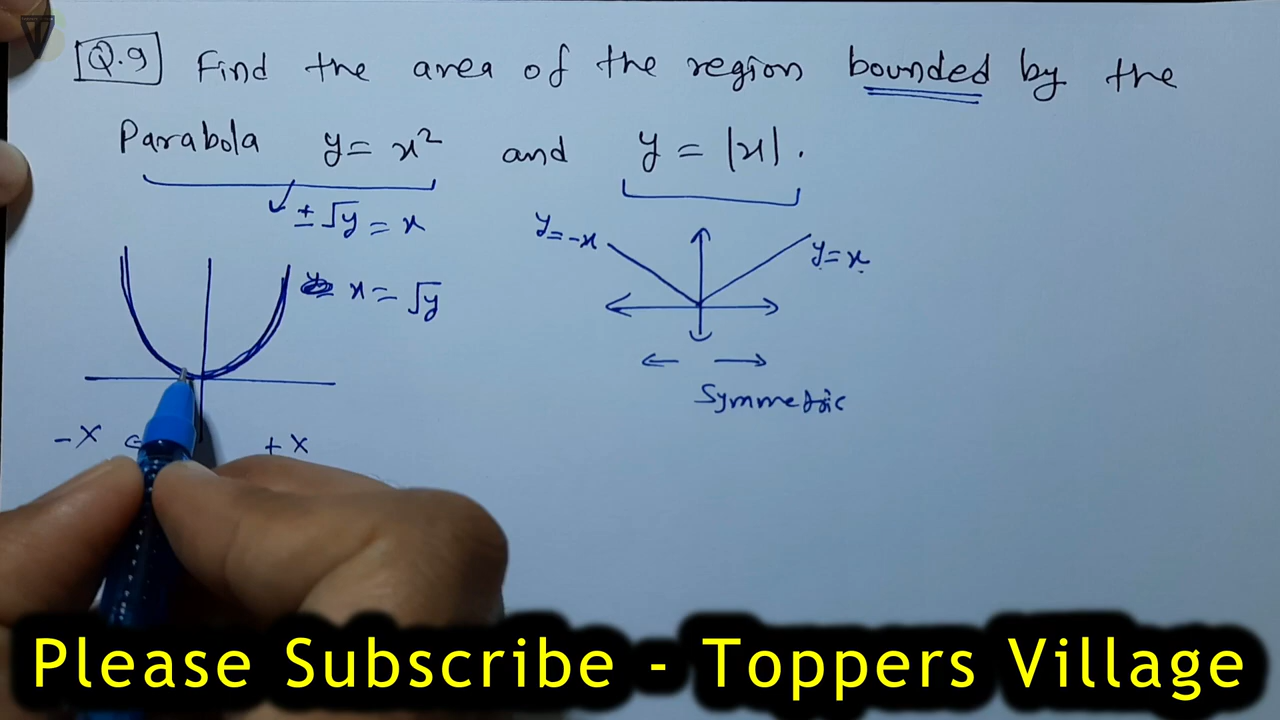 Q.9 Find the area of the region bounded by the
Parabola y = x² and y = |x|.
± √y = x
x = √y
y = -x
y = x
Symmetric
-X
+X
Please Subscribe - Toppers Village